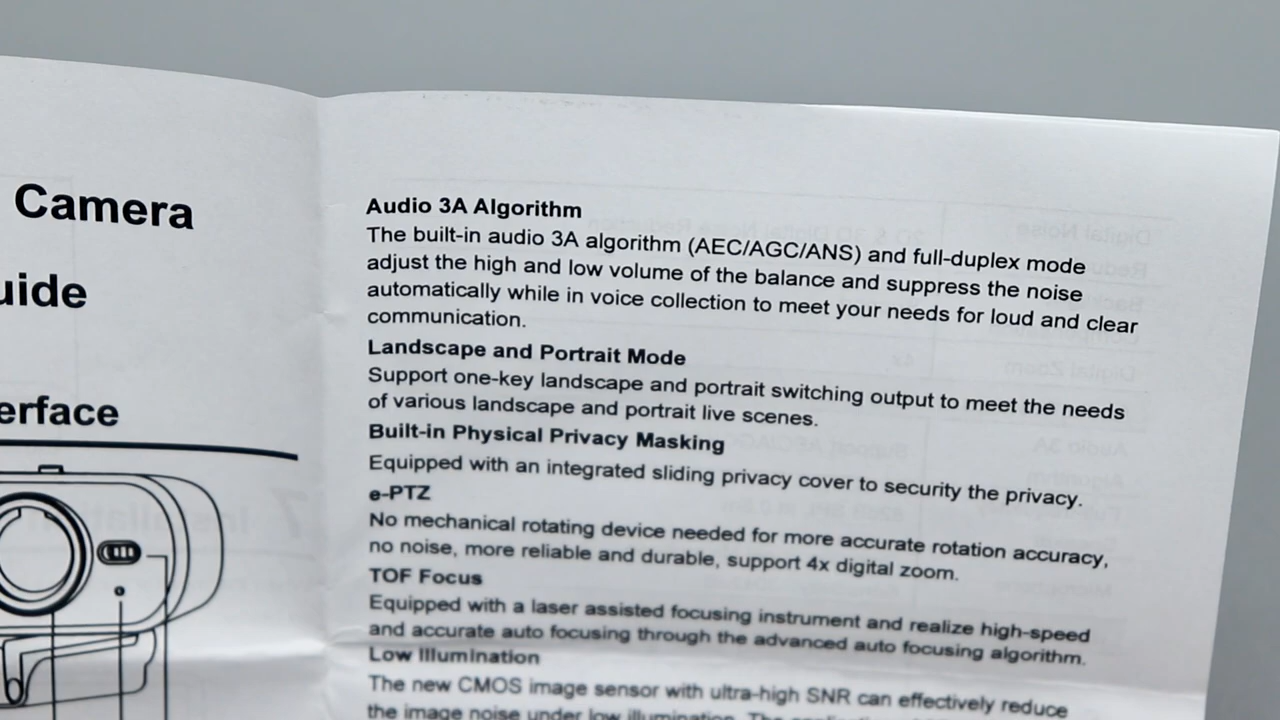 Camera
uide
erface
Audio 3A Algorithm
The built-in audio 3A algorithm (AEC/AGC/ANS) and full-duplex mode
adjust the high and low volume of the balance and suppress the noise
automatically while in voice collection to meet your needs for loud and clear
communication.
Landscape and Portrait Mode
Support one-key landscape and portrait switching output to meet the needs
of various landscape and portrait live scenes.
Built-in Physical Privacy Masking
Equipped with an integrated sliding privacy cover to security the privacy.
e-PTZ
No mechanical rotating device needed for more accurate rotation accuracy,
no noise, more reliable and durable, support 4x digital zoom.
TOF Focus
Equipped with a laser assisted focusing instrument and realize high-speed
and accurate auto focusing through the advanced auto focusing algorithm.
Low Illumination
The new CMOS image sensor with ultra-high SNR can effectively reduce
the image noise under low illumination. The